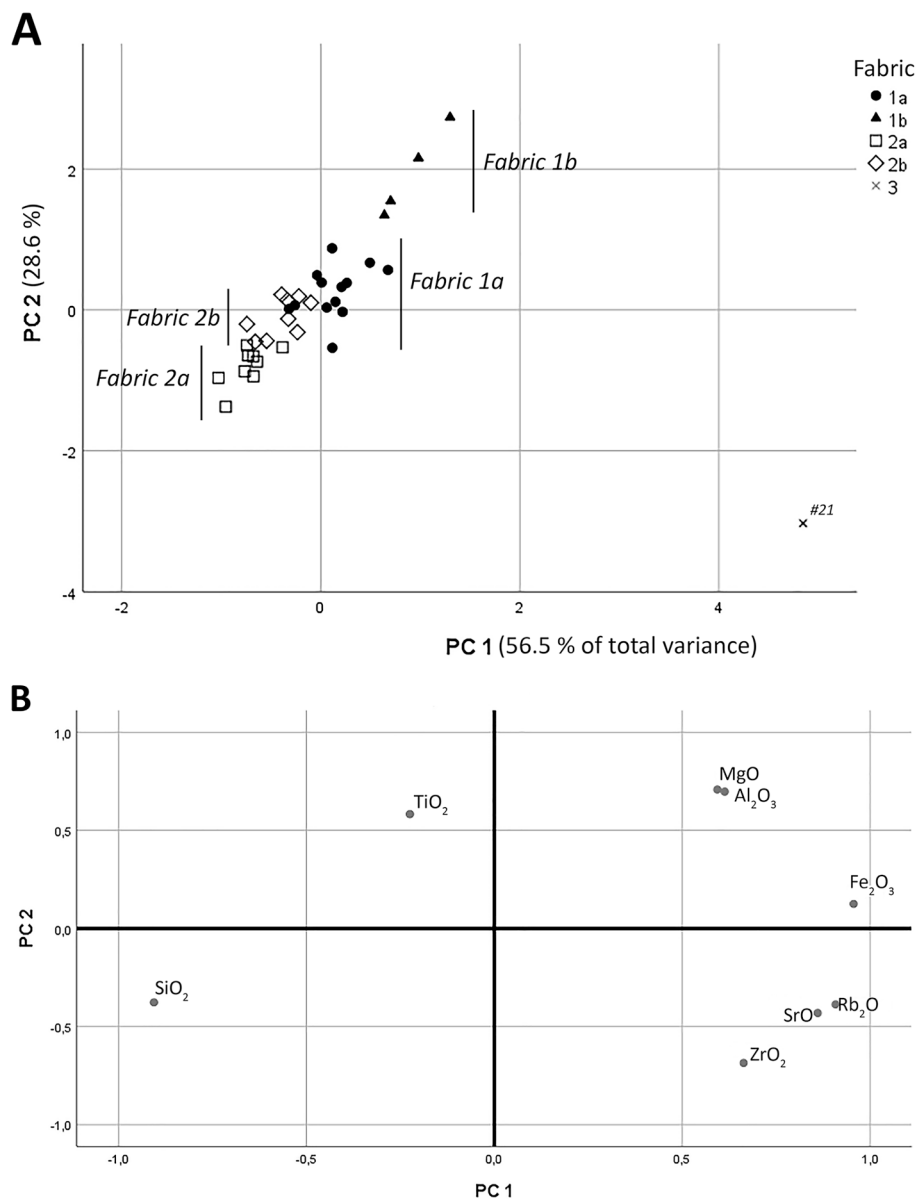 A
Fabric
1a
1b
2a
2b
3
Fabric 1b
Fabric 1a
Fabric 2b
Fabric 2a
#21
2
0
-2
-4
PC 2 (28.6 %)
-2
0
2
4
PC 1 (56.5 % of total variance)
B
1,0
0,5
0,0
-0,5
-1,0
PC 2
MgO
Al₂O₃
TiO₂
Fe₂O₃
SiO₂
Rb₂O
SrO
ZrO₂
-1,0
-0,5
0,0
0,5
1,0
PC 1